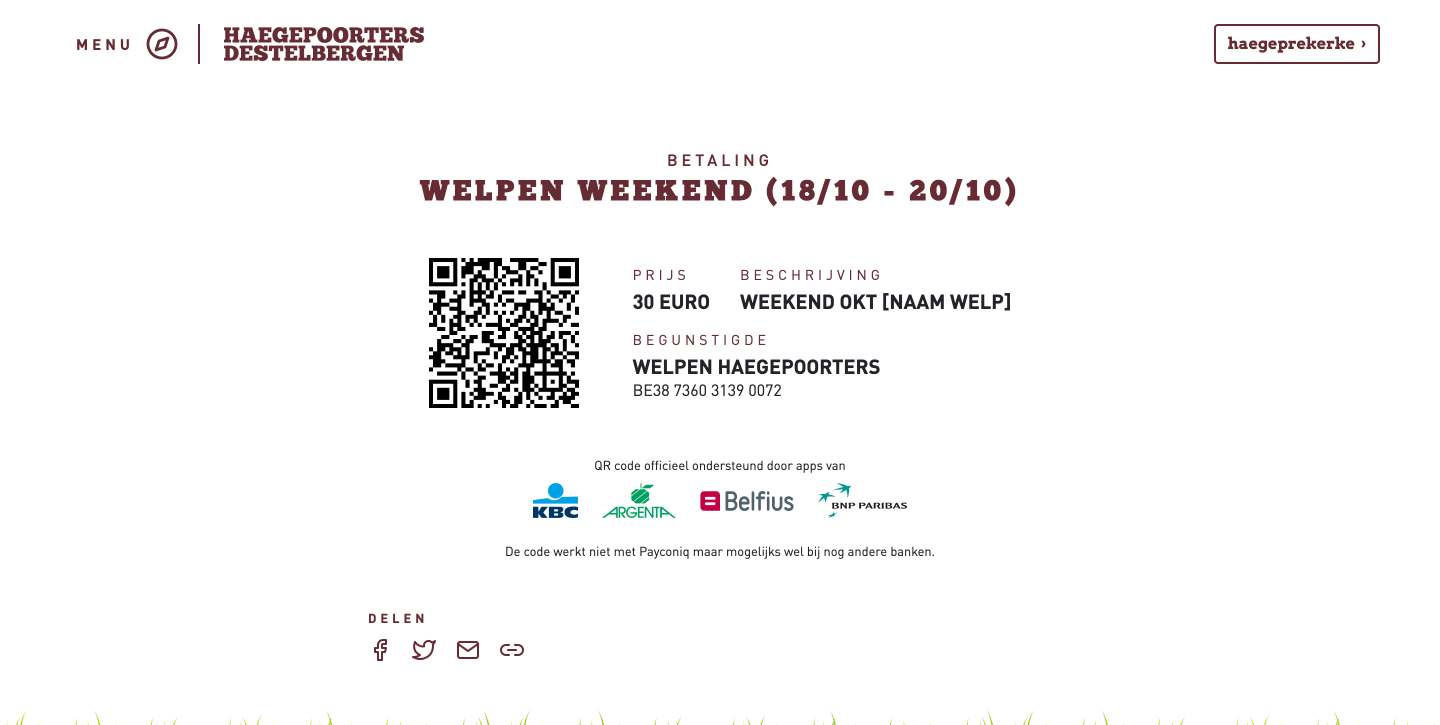 MENU
HAEGEPOORTERS
DESTELBERGEN
haegeprekerke ›
BETALING
WELPEN WEEKEND (18/10 - 20/10)
PRIJS
30 EURO
BESCHRIJVING
WEEKEND OKT [NAAM WELP]
BEGUNSTIGDE
WELPEN HAEGEPOORTERS
BE38 7360 3139 0072
QR code officieel ondersteund door apps van
KBC
ARGENTA
Belfius
BNP PARIBAS
De code werkt niet met Payconiq maar mogelijks wel bij nog andere banken.
DELEN